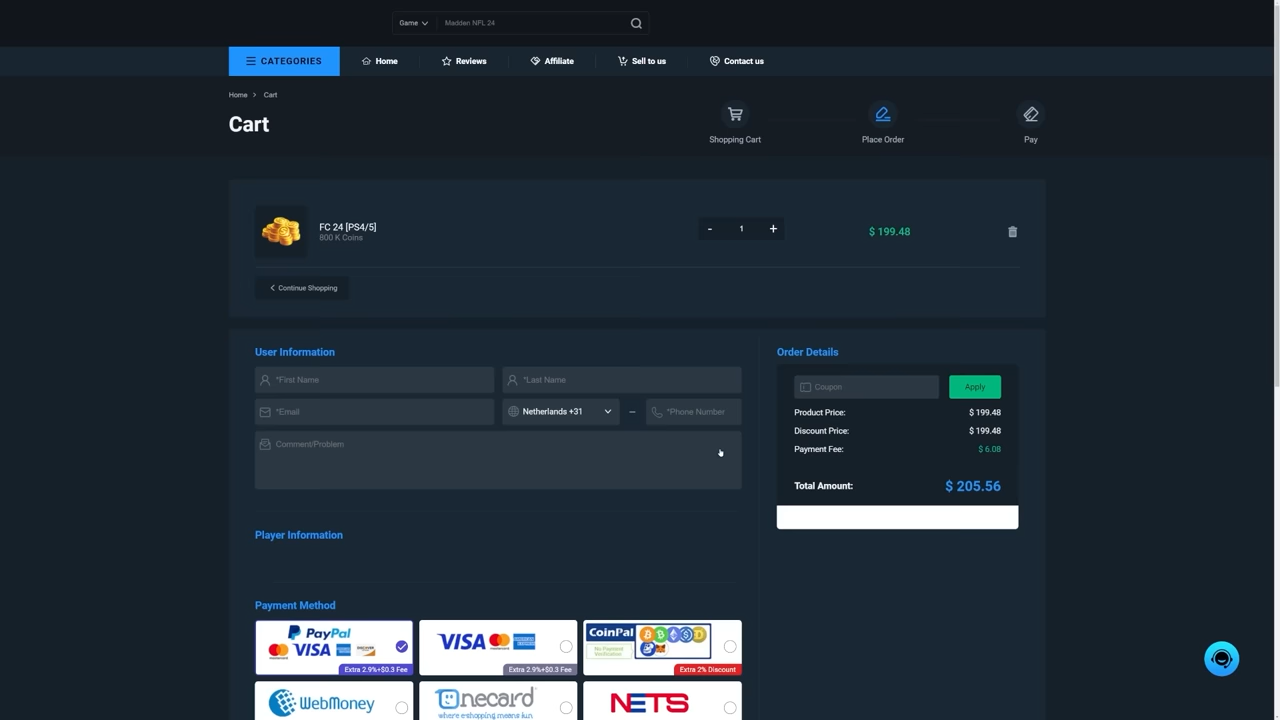 Game
Madden NFL 24
CATEGORIES
Home
Reviews
Affiliate
Sell to us
Contact us
Home > Cart
Cart
Shopping Cart
Place Order
Pay
FC 24 [PS4/5]
800 K Coins
- 1 +
$ 199.48
Continue Shopping
User Information
*First Name
*Last Name
*Email
Netherlands +31
–
*Phone Number
Comment/Problem
Order Details
Coupon
Apply
Product Price: $ 199.48
Discount Price: $ 199.48
Payment Fee: $ 6.08
Total Amount: $ 205.56
Player Information
Payment Method
PayPal
VISA
DISCOVER
Extra 2.9%+$0.3 Fee
VISA
Extra 2.9%+$0.3 Fee
CoinPal
No Payment
Verification
Extra 2% Discount
WebMoney
onecard
where eshopping means fun
NETS